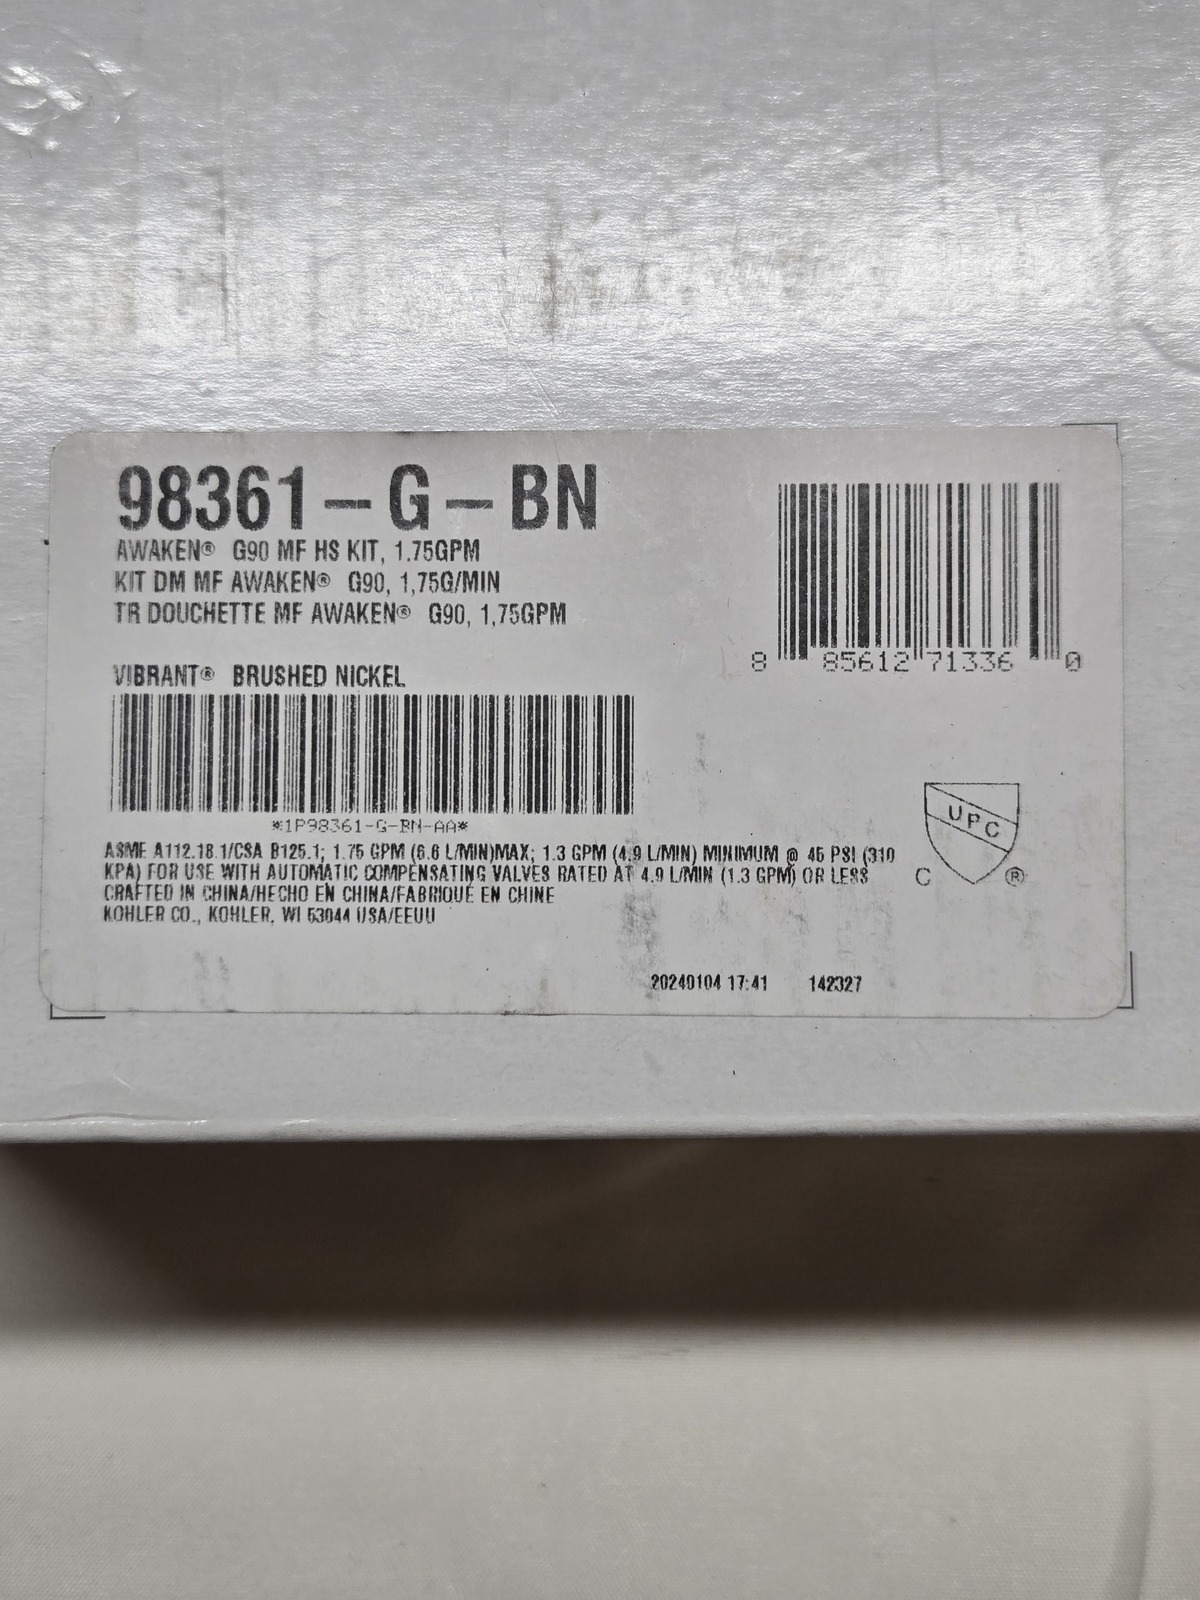 98361-G-BN
AWAKEN® G90 MF HS KIT, 1.75GPM
KIT DM MF AWAKEN® G90, 1,75G/MIN
TR DOUCHETTE MF AWAKEN® G90, 1,75GPM
VIBRANT® BRUSHED NICKEL
8 85612 71336 0
*1P98361-G-BN-AA*
ASME A112.18.1/CSA B125.1; 1.75 GPM (6.6 L/MIN)MAX; 1.3 GPM (4.9 L/MIN) MINIMUM @ 45 PSI (310
KPA) FOR USE WITH AUTOMATIC COMPENSATING VALVES RATED AT 4.9 L/MIN (1.3 GPM) OR LESS
CRAFTED IN CHINA/HECHO EN CHINA/FABRIQUÉ EN CHINE
KOHLER CO., KOHLER, WI 53044 USA/EEUU
UPC
C ®
20240104 17:41 142327